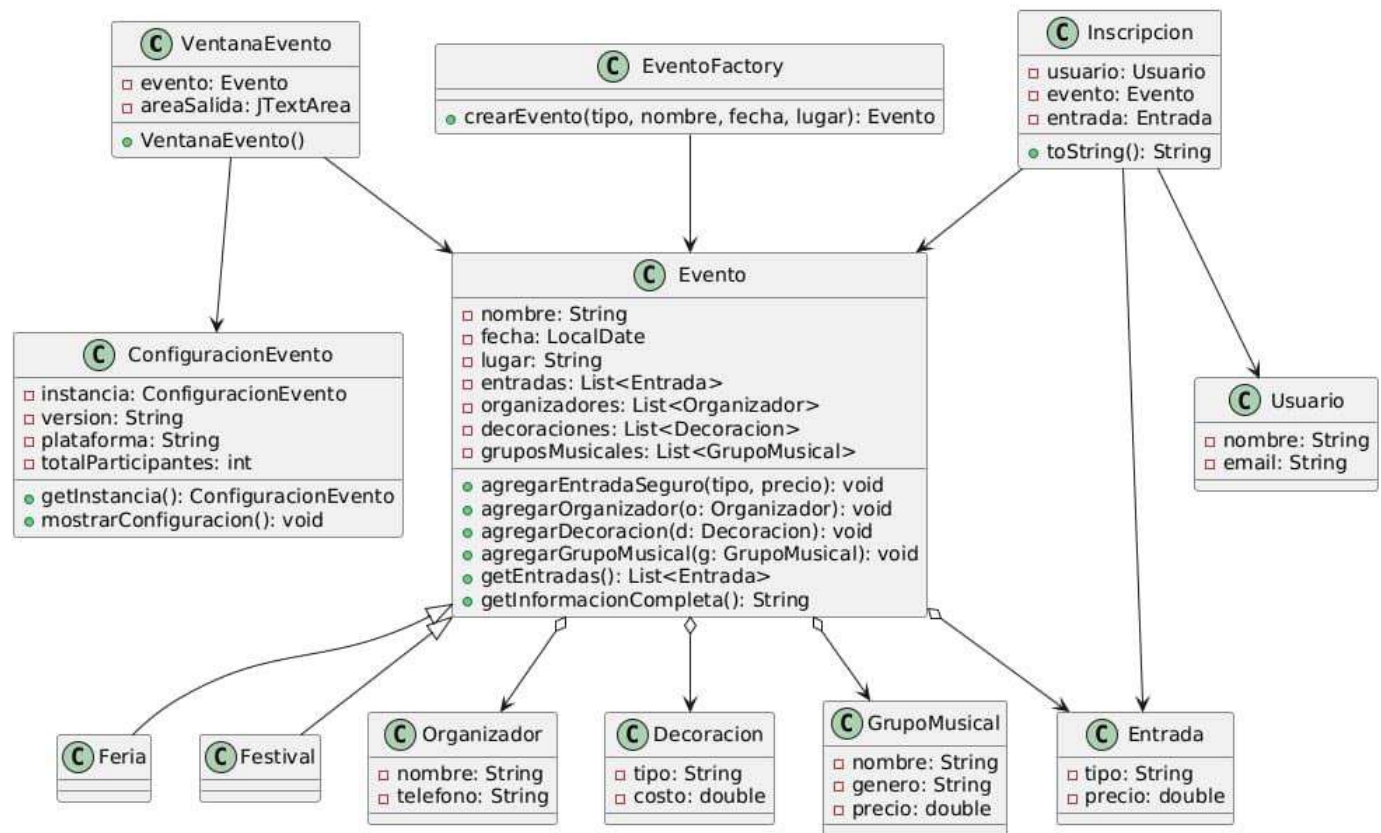 C VentanaEvento
evento: Evento
areaSalida: JTextArea
VentanaEvento()
C EventoFactory
crearEvento(tipo, nombre, fecha, lugar): Evento
C Inscripcion
usuario: Usuario
evento: Evento
entrada: Entrada
toString(): String
C ConfiguracionEvento
instancia: ConfiguracionEvento
version: String
plataforma: String
totalParticipantes: int
getInstancia(): ConfiguracionEvento
mostrarConfiguracion(): void
C Evento
nombre: String
fecha: LocalDate
lugar: String
entradas: List<Entrada>
organizadores: List<Organizador>
decoraciones: List<Decoracion>
gruposMusicales: List<GrupoMusical>
agregarEntradaSeguro(tipo, precio): void
agregarOrganizador(o: Organizador): void
agregarDecoracion(d: Decoracion): void
agregarGrupoMusical(g: GrupoMusical): void
getEntradas(): List<Entrada>
getInformacionCompleta(): String
C Usuario
nombre: String
email: String
C Feria
C Festival
C Organizador
nombre: String
telefono: String
C Decoracion
tipo: String
costo: double
C GrupoMusical
nombre: String
genero: String
precio: double
C Entrada
tipo: String
precio: double